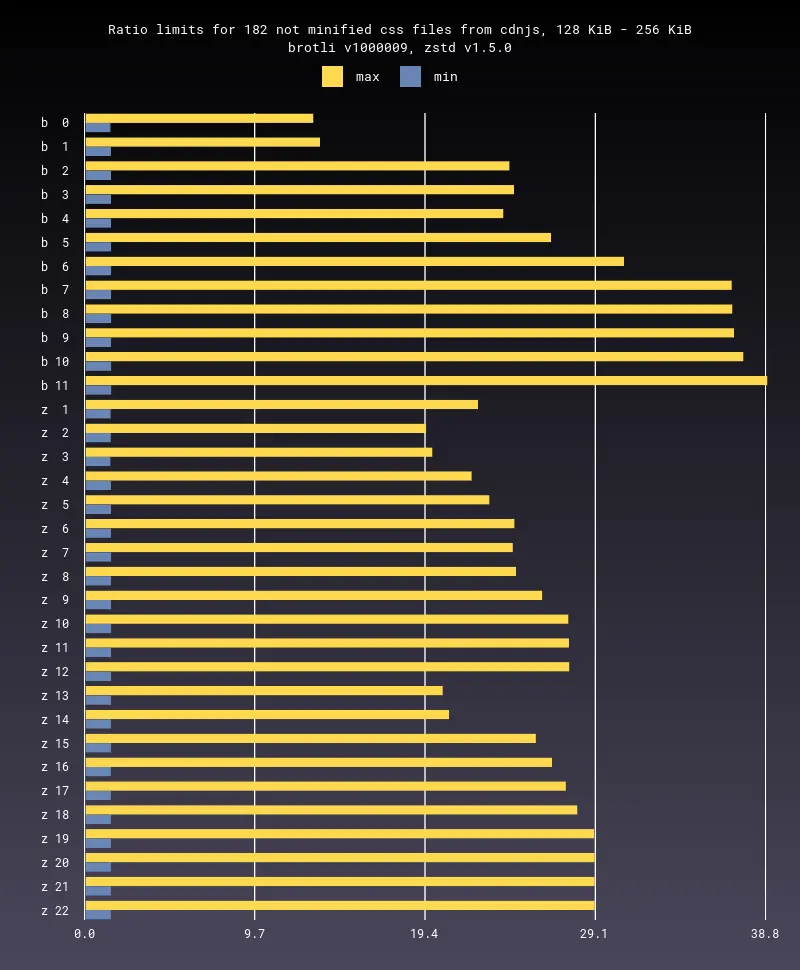 Ratio limits for 182 not minified css files from cdnjs, 128 KiB - 256 KiB
brotli v1000009, zstd v1.5.0
max min
b 0
b 1
b 2
b 3
b 4
b 5
b 6
b 7
b 8
b 9
b 10
b 11
z 1
z 2
z 3
z 4
z 5
z 6
z 7
z 8
z 9
z 10
z 11
z 12
z 13
z 14
z 15
z 16
z 17
z 18
z 19
z 20
z 21
z 22
0.0 9.7 19.4 29.1 38.8